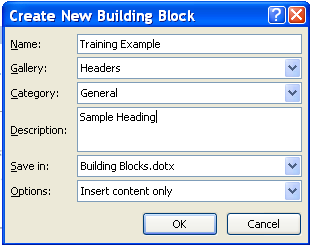 Create New Building Block
Name: Training Example
Gallery: Headers
Category: General
Description: Sample Heading
Save in: Building Blocks.dotx
Options: Insert content only
OK Cancel